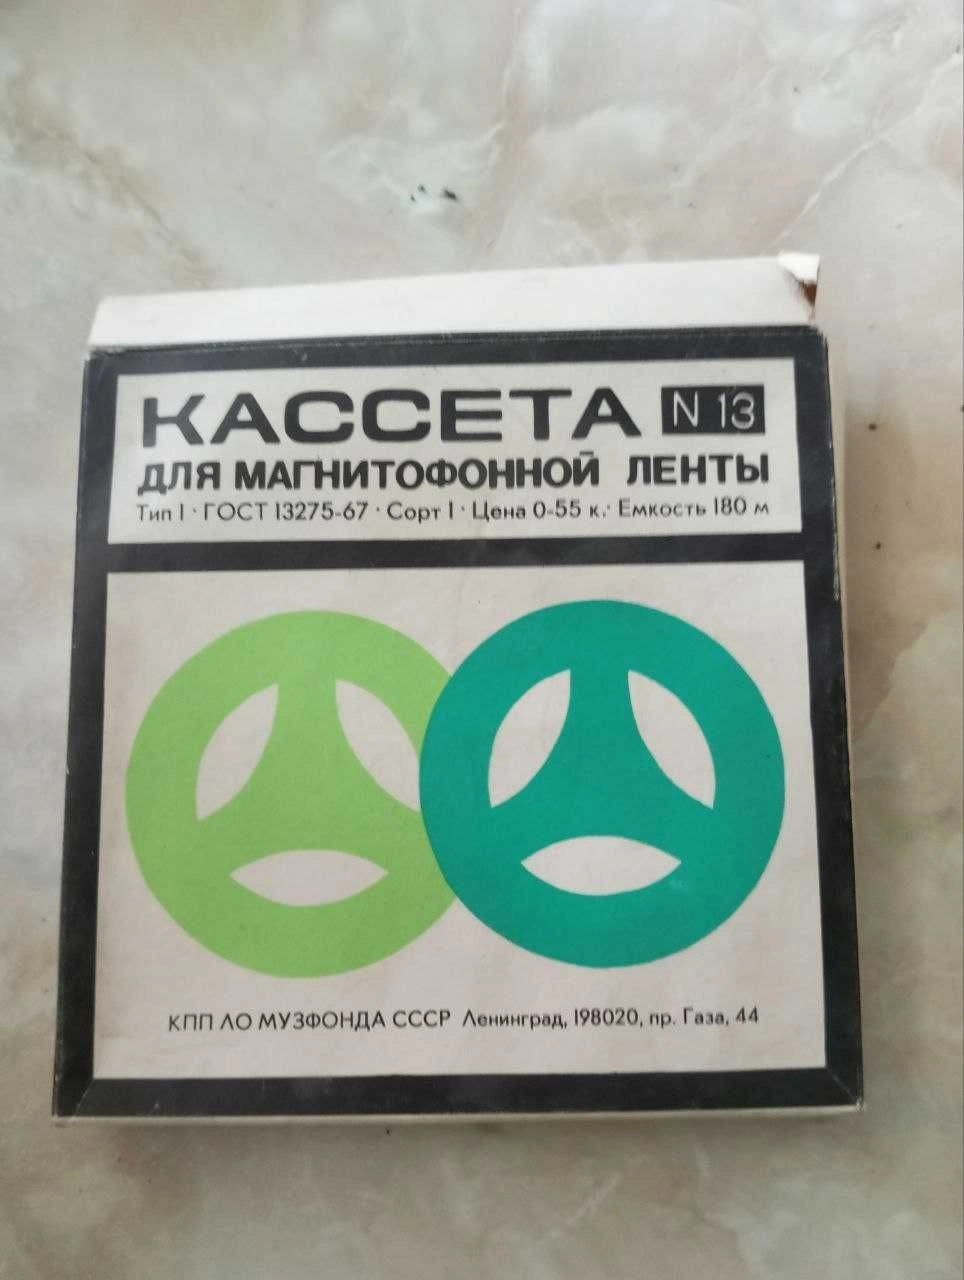 КАССЕТА N 13
ДЛЯ МАГНИТОФОННОЙ ЛЕНТЫ
Тип I · ГОСТ 13275-67 · Сорт I · Цена 0-55 к. · Емкость 180 м
КПП ЛО МУЗФОНДА СССР Ленинград, 198020, пр. Газа, 44